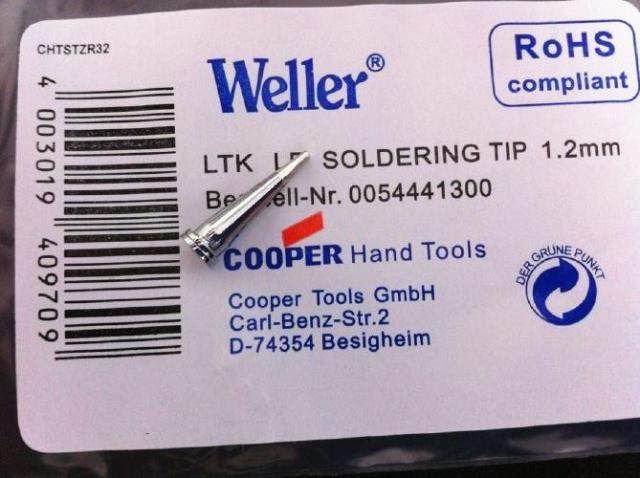 CHTSTZR32
4 003019 409709
Weller®
RoHS
compliant
LTK SOLDERING TIP 1.2mm
0054441300
COOPER Hand Tools
Cooper Tools GmbH
Carl-Benz-Str.2
D-74354 Besigheim
DER GRÜNE PUNKT